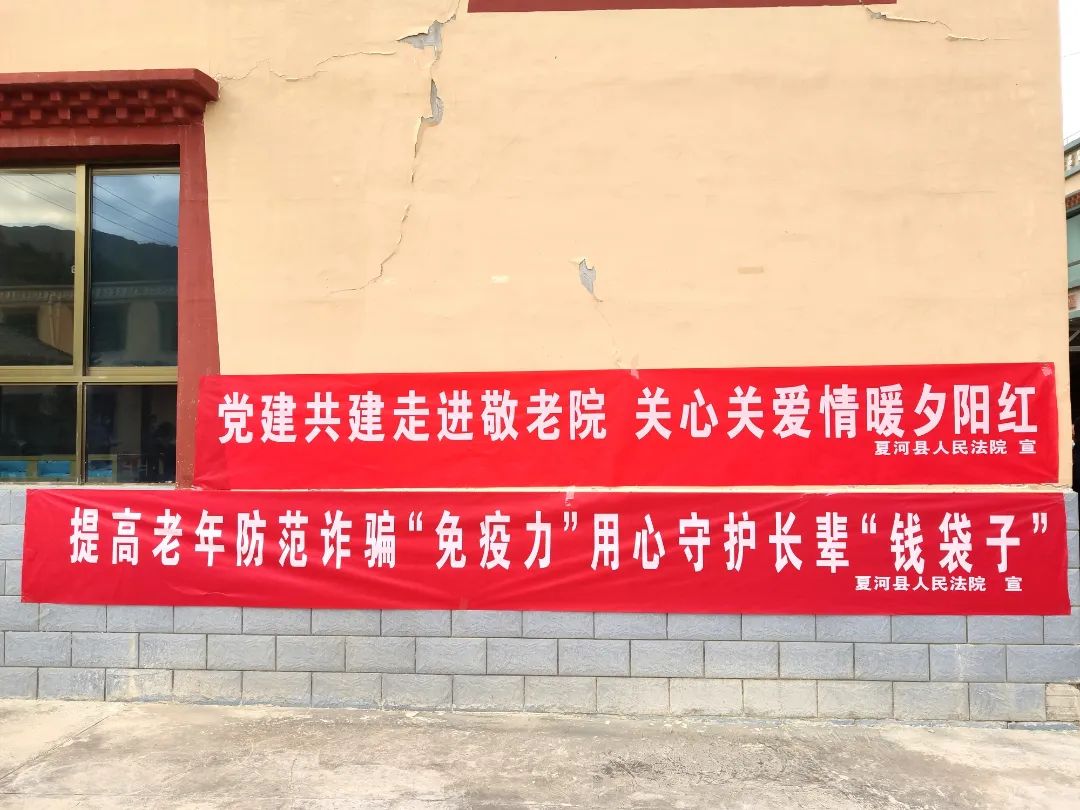 党建共建走进敬老院 关心关爱情暖夕阳红
夏河县人民法院 宣
提高老年防范诈骗“免疫力”用心守护长辈“钱袋子”
夏河县人民法院 宣